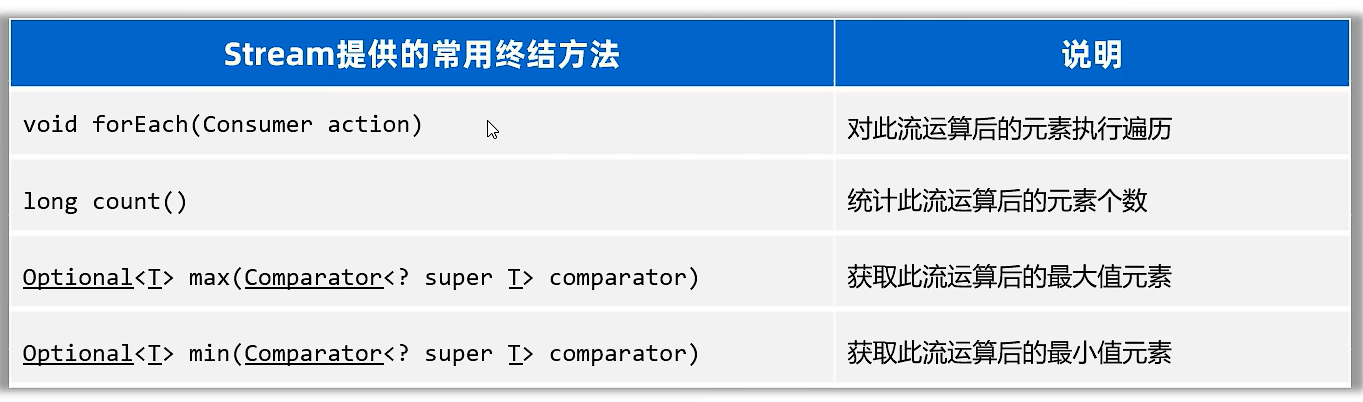 Stream提供的常用终结方法 说明
void forEach(Consumer action) 对此流运算后的元素执行遍历
long count() 统计此流运算后的元素个数
Optional<T> max(Comparator<? super T> comparator) 获取此流运算后的最大值元素
Optional<T> min(Comparator<? super T> comparator) 获取此流运算后的最小值元素